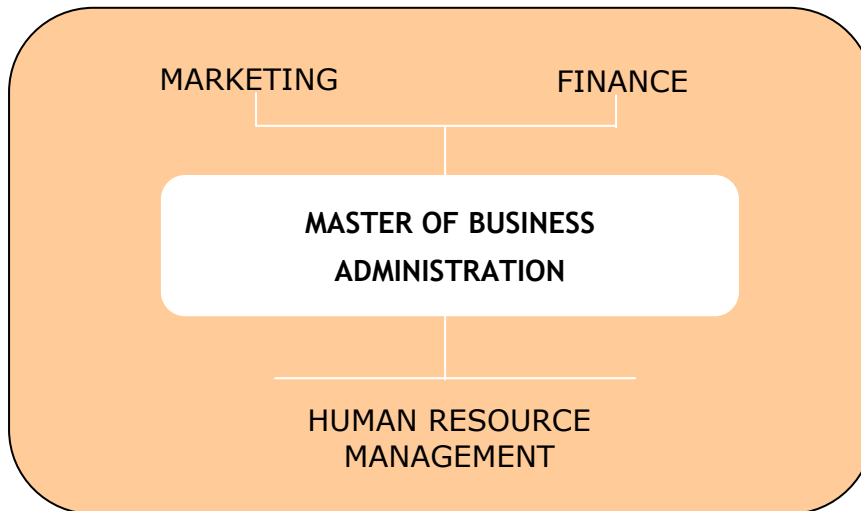 MARKETING
FINANCE
MASTER OF BUSINESS
ADMINISTRATION
HUMAN RESOURCE
MANAGEMENT